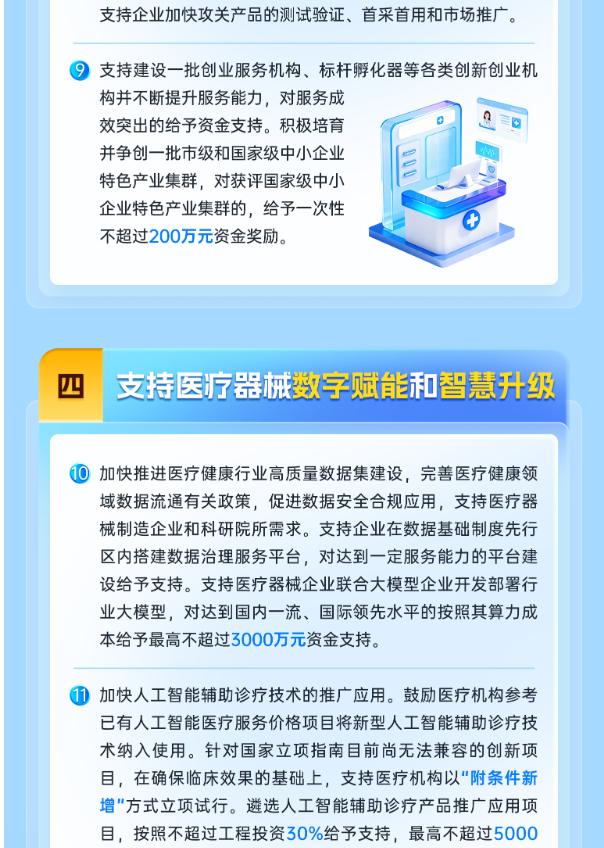 支持企业加快攻关产品的测试验证、首采首用和市场推广。
9 支持建设一批创业服务机构、标杆孵化器等各类创新创业机
构并不断提升服务能力，对服务成
效突出的给予资金支持。积极培育
并争创一批市级和国家级中小企业
特色产业集群，对获评国家级中小
企业特色产业集群的，给予一次性
不超过200万元资金奖励。
四 支持医疗器械数字赋能和智慧升级
10 加快推进医疗健康行业高质量数据集建设，完善医疗健康领
域数据流通有关政策，促进数据安全合规应用，支持医疗器
械制造企业和科研院所需求。支持企业在数据基础制度先行
区内搭建数据治理服务平台，对达到一定服务能力的平台建
设给予支持。支持医疗器械企业联合大模型企业开发部署行
业大模型，对达到国内一流、国际领先水平的按照其算力成
本给予最高不超过3000万元资金支持。
11 加快人工智能辅助诊疗技术的推广应用。鼓励医疗机构参考
已有人工智能医疗服务价格项目将新型人工智能辅助诊疗技
术纳入使用。针对国家立项指南目前尚无法兼容的创新项
目，在确保临床效果的基础上，支持医疗机构以“附条件新
增”方式立项试行。遴选人工智能辅助诊疗产品推广应用项
目，按照不超过工程投资30%给予支持，最高不超过5000